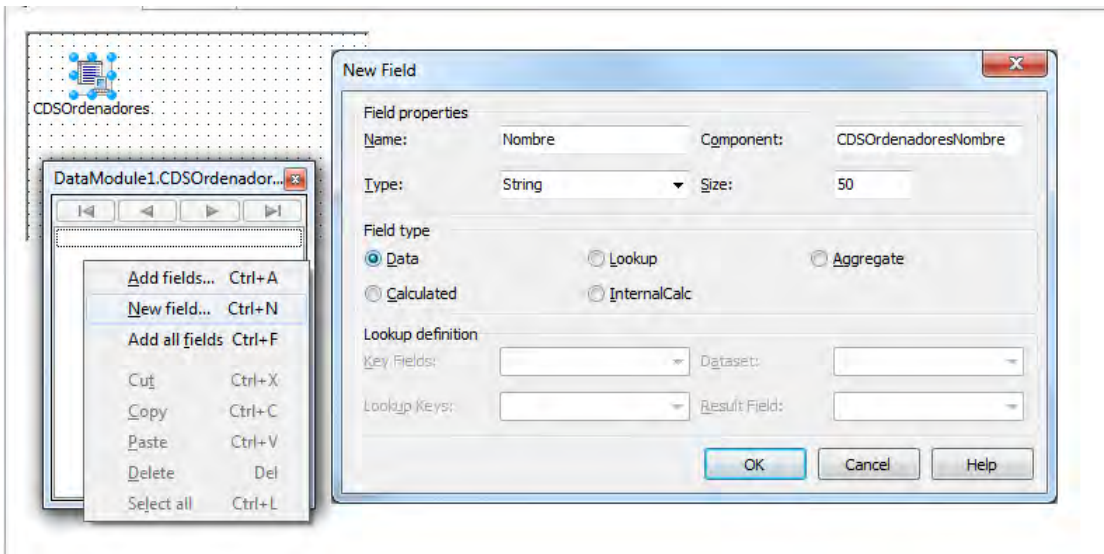 CDSOrdenadores
DataModule1.CDSOrdenador...
Add fields... Ctrl+A
New field... Ctrl+N
Add all fields Ctrl+F
Cut Ctrl+X
Copy Ctrl+C
Paste Ctrl+V
Delete Del
Select all Ctrl+L
New Field
Field properties
Name: Nombre Component: CDSOrdenadoresNombre
Type: String Size: 50
Field type
Data Lookup Aggregate
Calculated InternalCalc
Lookup definition
Key Fields: Dataset:
Lookup Keys: Result Field:
OK Cancel Help